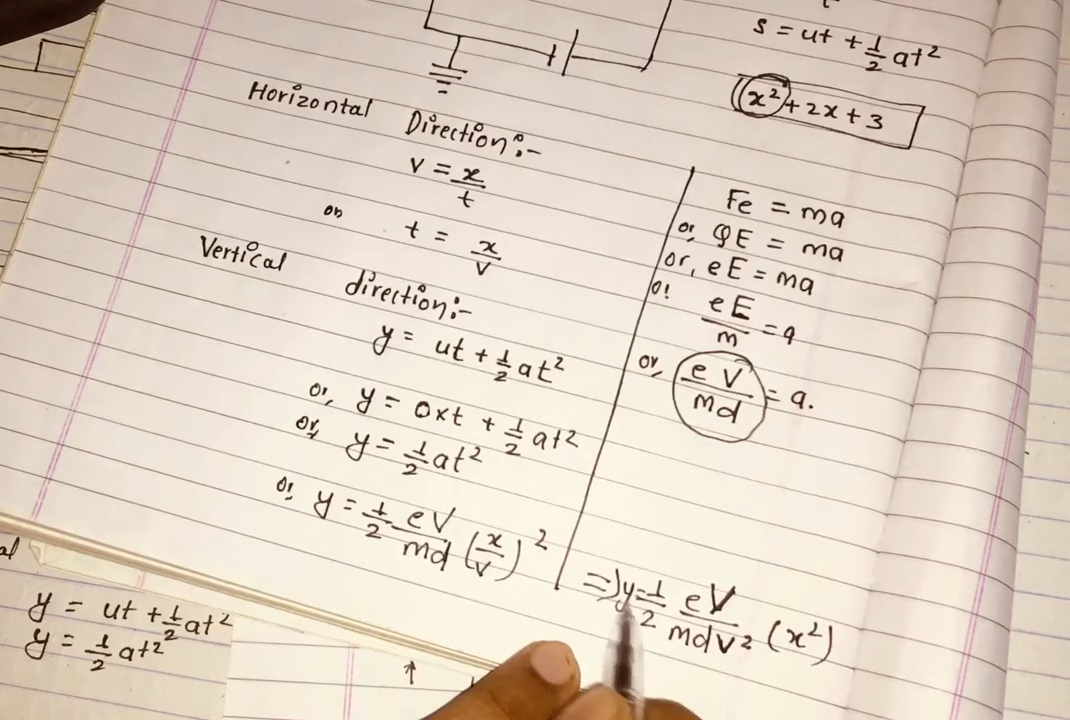 s = ut + 1/2 at²
x² + 2x + 3
Horizontal Direction:-
v = x/t
or t = x/v
Vertical direction:-
y = ut + 1/2 at²
or, y = 0xt + 1/2 at²
or, y = 1/2 at²
or, y = 1/2 eV/md (x/v)²
Fe = ma
or, QE = ma
or, eE = ma
or eE/m = a
or, eV/md = a.
=) y = 1/2 eV/mdv² (x²)
al
y = ut + 1/2 at²
y = 1/2 at²